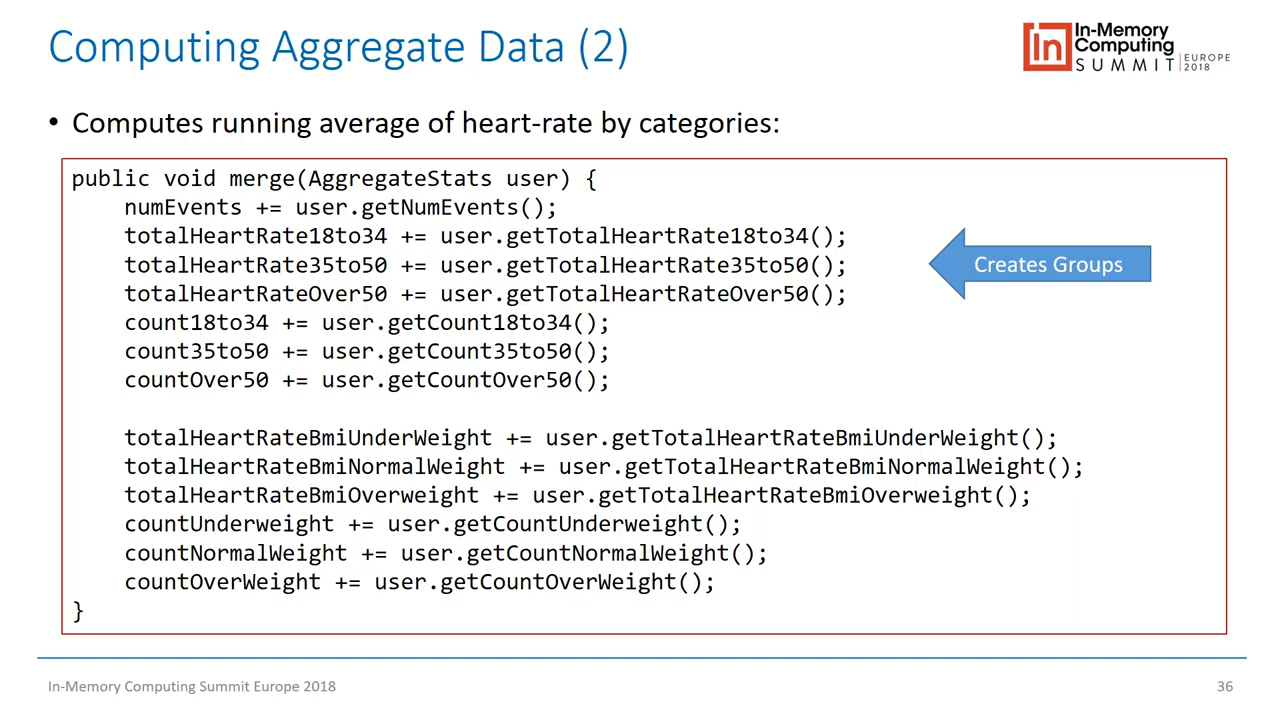 Computing Aggregate Data (2)
In-Memory
Computing
SUMMIT EUROPE 2018
• Computes running average of heart-rate by categories:
public void merge(AggregateStats user) {
numEvents += user.getNumEvents();
totalHeartRate18to34 += user.getTotalHeartRate18to34();
totalHeartRate35to50 += user.getTotalHeartRate35to50();
totalHeartRateOver50 += user.getTotalHeartRateOver50();
count18to34 += user.getCount18to34();
count35to50 += user.getCount35to50();
countOver50 += user.getCountOver50();
Creates Groups
totalHeartRateBmiUnderWeight += user.getTotalHeartRateBmiUnderWeight();
totalHeartRateBmiNormalWeight += user.getTotalHeartRateBmiNormalWeight();
totalHeartRateBmiOverweight += user.getTotalHeartRateBmiOverweight();
countUnderweight += user.getCountUnderweight();
countNormalWeight += user.getCountNormalWeight();
countOverWeight += user.getCountOverWeight();
}
In-Memory Computing Summit Europe 2018
36